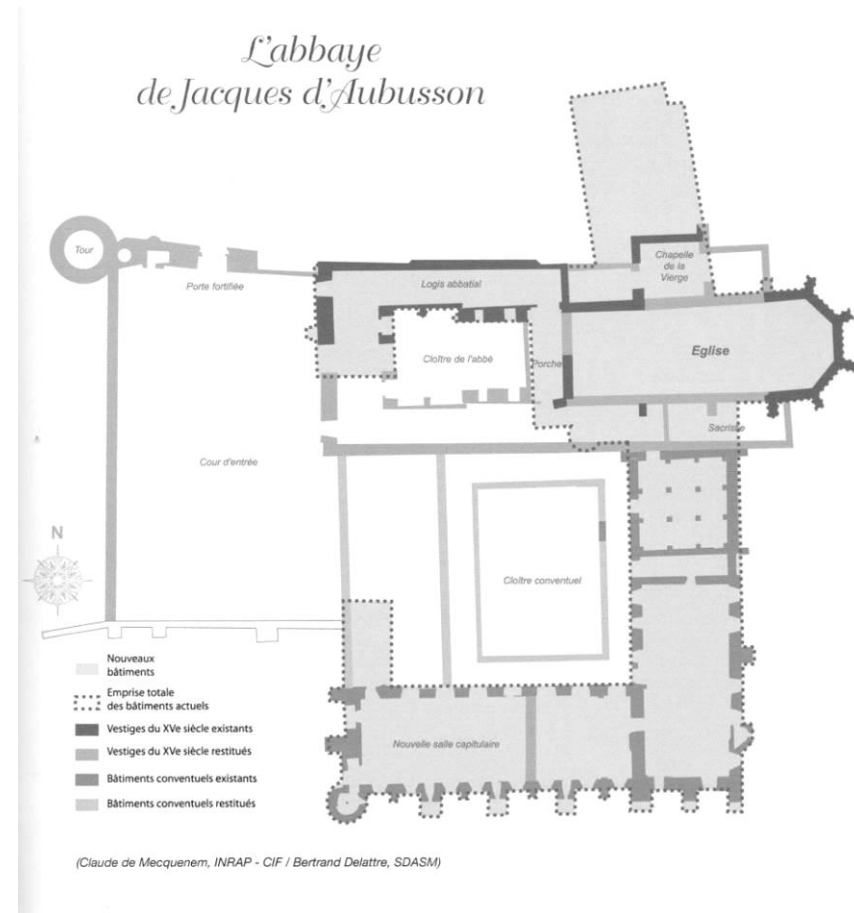 L'abbaye
de Jacques d'Aubusson
Tour
Porte fortifiée
Logis abbatial
Chapelle
de la
Vierge
Cloître de l'abbé
Porche
Eglise
Sacristie
Cour d'entrée
N
Cloître conventuel
Nouvelle salle capitulaire
Nouveaux
bâtiments
Emprise totale
des bâtiments actuels
Vestiges du XVe siècle existants
Vestiges du XVe siècle restitués
Bâtiments conventuels existants
Bâtiments conventuels restitués
(Claude de Mecquenem, INRAP - CIF / Bertrand Delattre, SDASM)